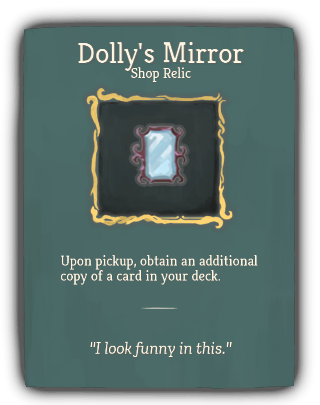 Dolly's Mirror
Shop Relic
Upon pickup, obtain an additional
copy of a card in your deck.
"I look funny in this."